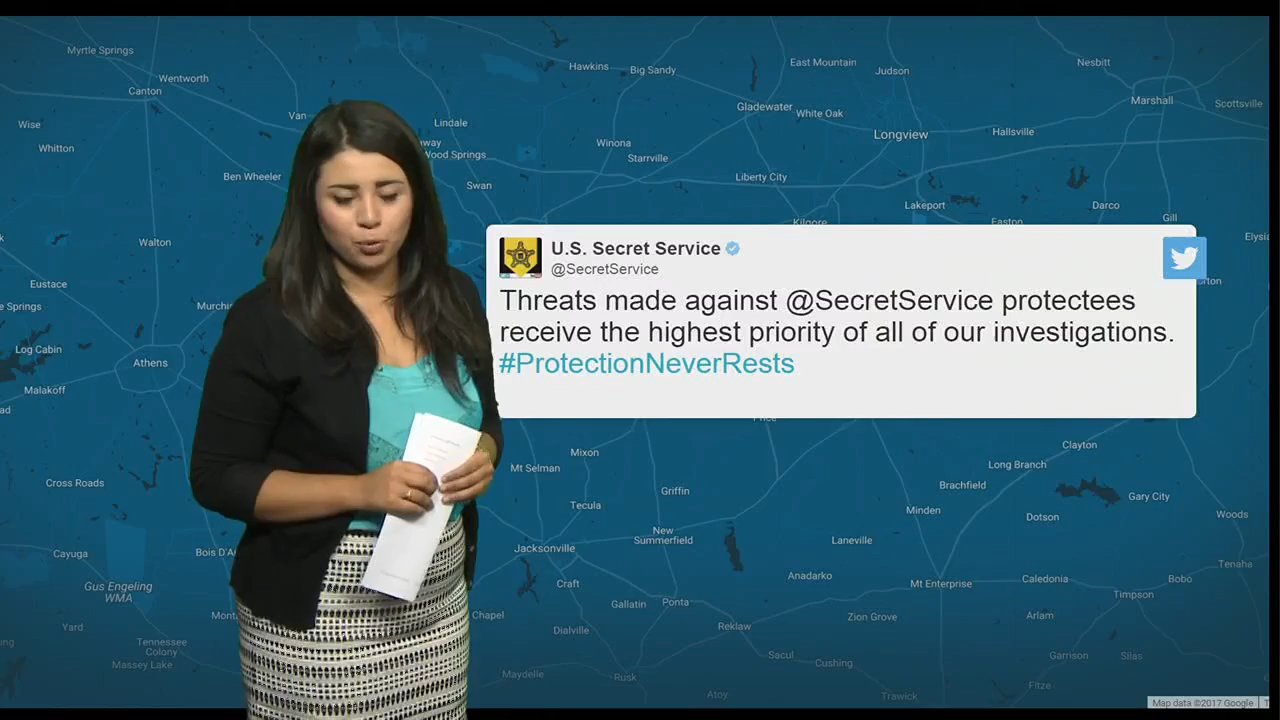 Myrtle Springs
Hawkins
Big Sandy
East Mountain
Judson
Nesbitt
Wentworth
Canton
Gladewater
White Oak
Marshall
Scottsville
Wise
Van
Lindale
Longview
Hallsville
Whitton
Winona
Wood Springs
Starrville
Ben Wheeler
Swan
Liberty City
Lakeport
Darco
Kilgore
Easton
Gill
Walton
U.S. Secret Service
@SecretService
Threats made against @SecretService protectees
receive the highest priority of all of our investigations.
#ProtectionNeverRests
Eustace
Log Cabin
Athens
Malakoff
Price
Mixon
Clayton
Mt Selman
Long Branch
Cross Roads
Griffin
Brachfield
Gary City
Tecula
Minden
Dotson
Woods
New
Summerfield
Laneville
Jacksonville
Cayuga
Gus Engeling
WMA
Craft
Anadarko
Mt Enterprise
Caledonia
Bobo
Tenaha
Timpson
Gallatin
Ponta
Chapel
Zion Grove
Arlam
Yard
Dialville
Reklaw
Tennessee
Colony
Massey Lake
Sacul
Cushing
Garrison
Silas
Maydelle
Rusk
Atoy
Trawick
Fitze
Map data ©2017 Google